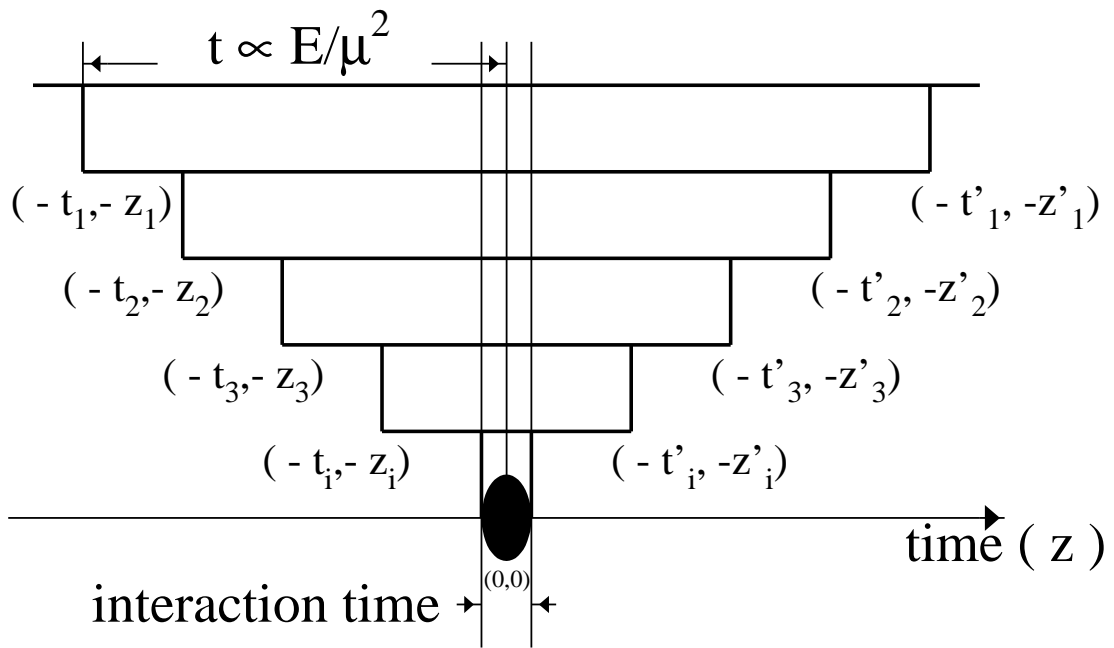 t ∝ E/μ²
( - t₁,- z₁)
( - t'₁, -z'₁)
( - t₂,- z₂)
( - t'₂, -z'₂)
( - t₃,- z₃)
( - t'₃, -z'₃)
( - tᵢ,- zᵢ)
( - t'ᵢ, -z'ᵢ)
time ( z )
(0,0)
interaction time